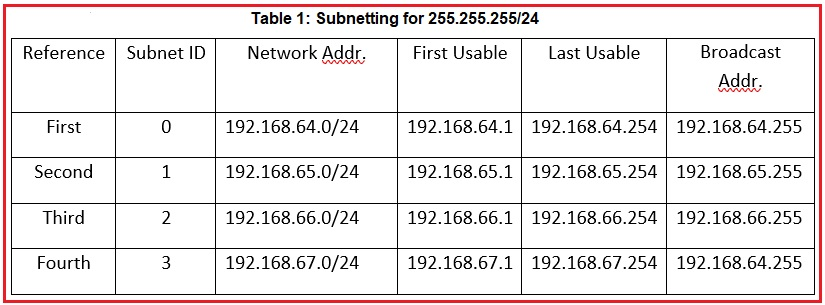 Table 1: Subnetting for 255.255.255/24
Reference Subnet ID Network Addr. First Usable Last Usable Broadcast
Addr.
First 0 192.168.64.0/24 192.168.64.1 192.168.64.254 192.168.64.255
Second 1 192.168.65.0/24 192.168.65.1 192.168.65.254 192.168.65.255
Third 2 192.168.66.0/24 192.168.66.1 192.168.66.254 192.168.66.255
Fourth 3 192.168.67.0/24 192.168.67.1 192.168.67.254 192.168.64.255